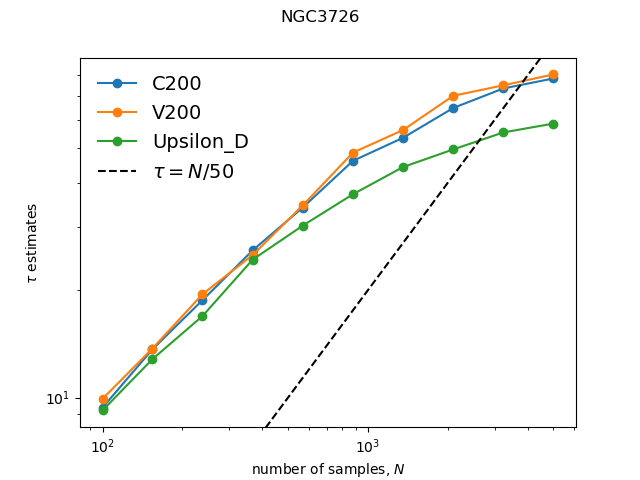 NGC3726
C200
V200
Upsilon_D
τ = N/50
τ estimates
10¹
10² 10³
number of samples, N